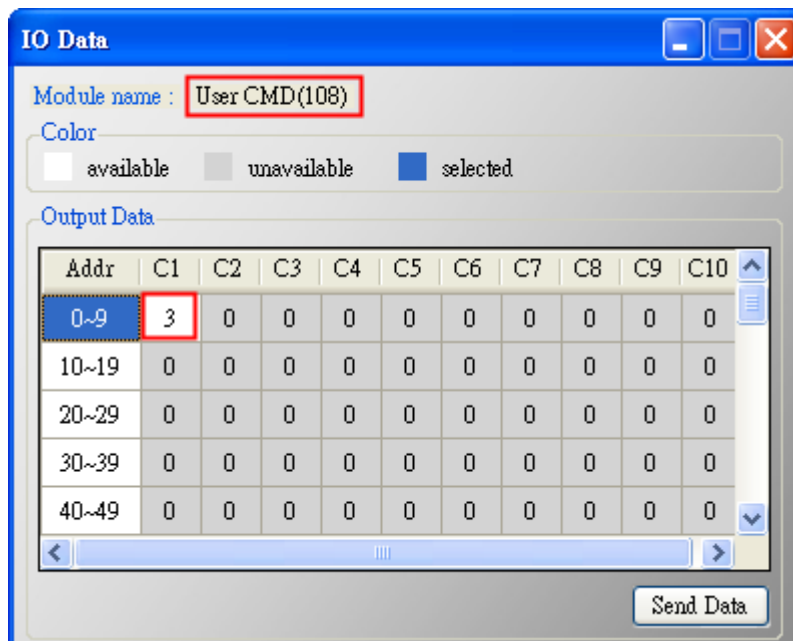 IO Data
Module name : User CMD(108)
Color
available unavailable selected
Output Data
Addr C1 C2 C3 C4 C5 C6 C7 C8 C9 C10
0~9 3 0 0 0 0 0 0 0 0 0
10~19 0 0 0 0 0 0 0 0 0 0
20~29 0 0 0 0 0 0 0 0 0 0
30~39 0 0 0 0 0 0 0 0 0 0
40~49 0 0 0 0 0 0 0 0 0 0
Send Data